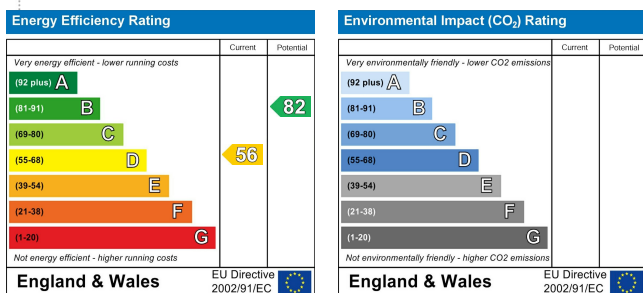 Energy Efficiency Rating
Current Potential
Very energy efficient - lower running costs
(92 plus) A
(81-91) B
82
(69-80) C
(55-68) D
56
(39-54) E
(21-38) F
(1-20) G
Not energy efficient - higher running costs
England & Wales
EU Directive
2002/91/EC
Environmental Impact (CO₂) Rating
Current Potential
Very environmentally friendly - lower CO2 emissions
(92 plus) A
(81-91) B
(69-80) C
(55-68) D
(39-54) E
(21-38) F
(1-20) G
Not environmentally friendly - higher CO2 emissions
England & Wales
EU Directive
2002/91/EC